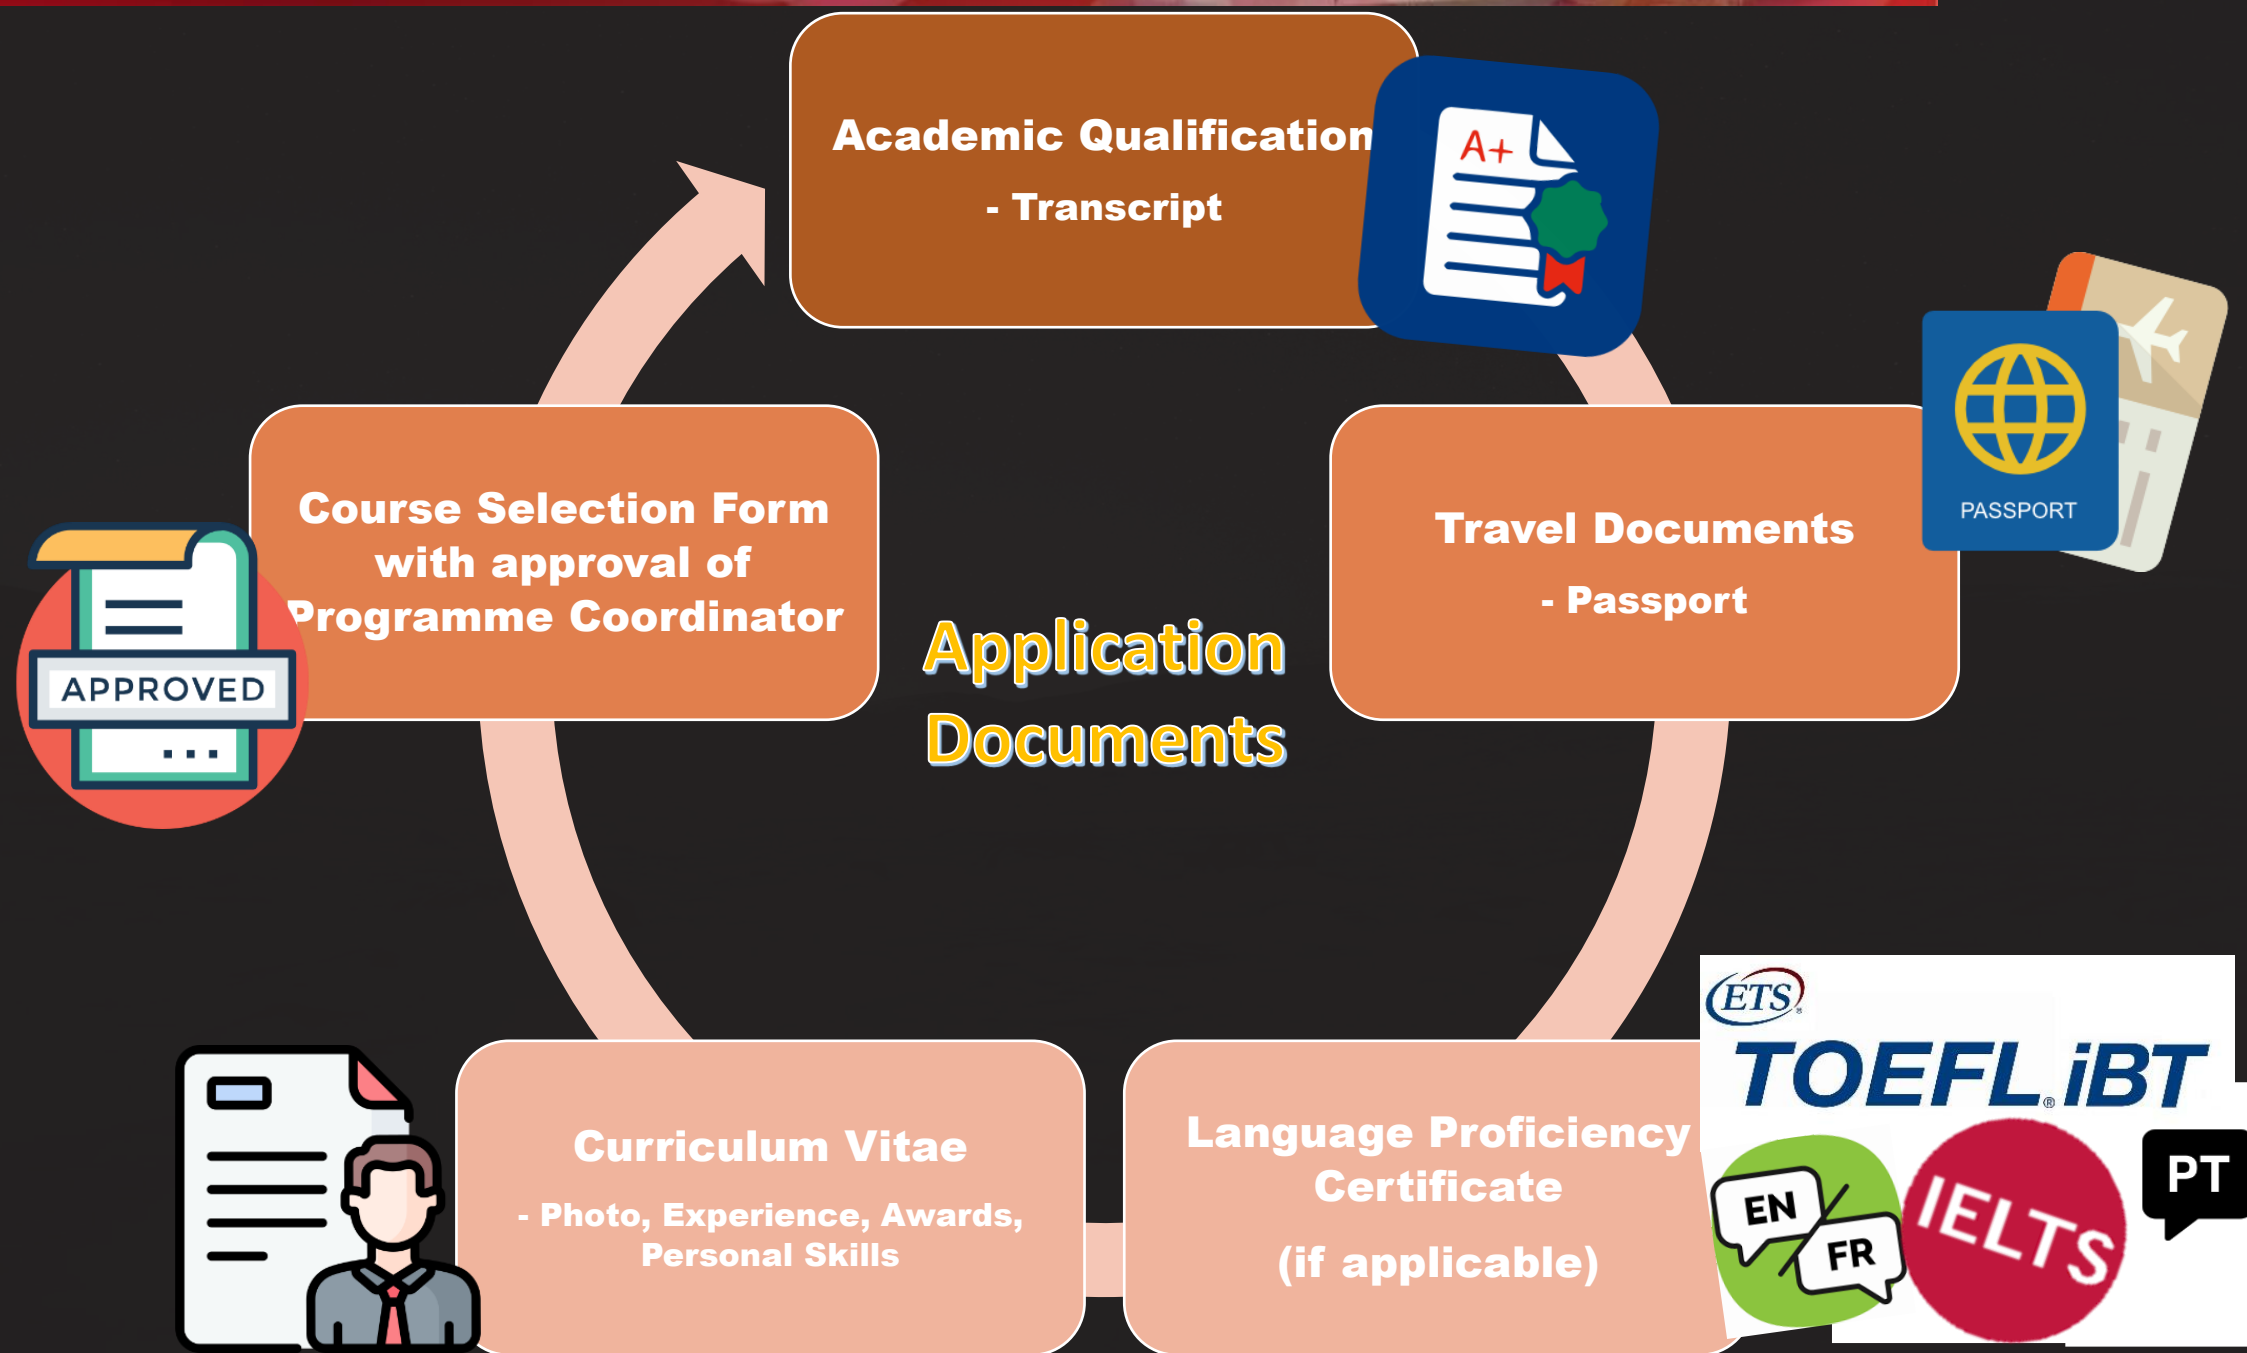 Academic Qualification
- Transcript
A+
Travel Documents
- Passport
PASSPORT
Course Selection Form
with approval of
Programme Coordinator
APPROVED
Application
Documents
Language Proficiency
Certificate
(if applicable)
ETS®
TOEFL® iBT
EN
FR
IELTS
PT
Curriculum Vitae
- Photo, Experience, Awards,
Personal Skills